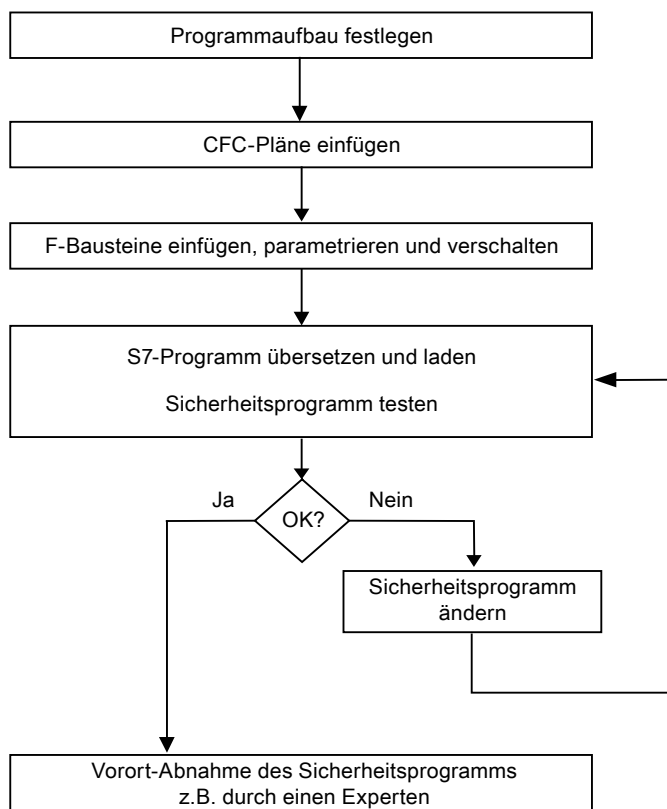 Programmaufbau festlegen
CFC-Pläne einfügen
F-Bausteine einfügen, parametrieren und verschalten
S7-Programm übersetzen und laden
Sicherheitsprogramm testen
Ja
OK?
Nein
Sicherheitsprogramm
ändern
Vorort-Abnahme des Sicherheitsprogramms
z.B. durch einen Experten